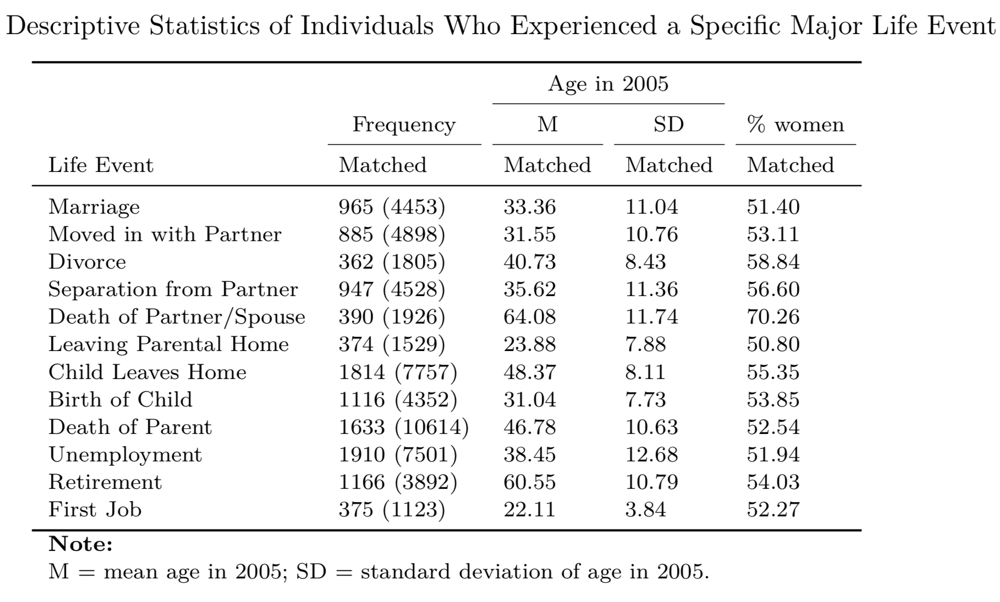 Descriptive Statistics of Individuals Who Experienced a Specific Major Life Event
Age in 2005
Frequency M SD % women
Life Event Matched Matched Matched Matched
Marriage 965 (4453) 33.36 11.04 51.40
Moved in with Partner 885 (4898) 31.55 10.76 53.11
Divorce 362 (1805) 40.73 8.43 58.84
Separation from Partner 947 (4528) 35.62 11.36 56.60
Death of Partner/Spouse 390 (1926) 64.08 11.74 70.26
Leaving Parental Home 374 (1529) 23.88 7.88 50.80
Child Leaves Home 1814 (7757) 48.37 8.11 55.35
Birth of Child 1116 (4352) 31.04 7.73 53.85
Death of Parent 1633 (10614) 46.78 10.63 52.54
Unemployment 1910 (7501) 38.45 12.68 51.94
Retirement 1166 (3892) 60.55 10.79 54.03
First Job 375 (1123) 22.11 3.84 52.27
Note:
M = mean age in 2005; SD = standard deviation of age in 2005.